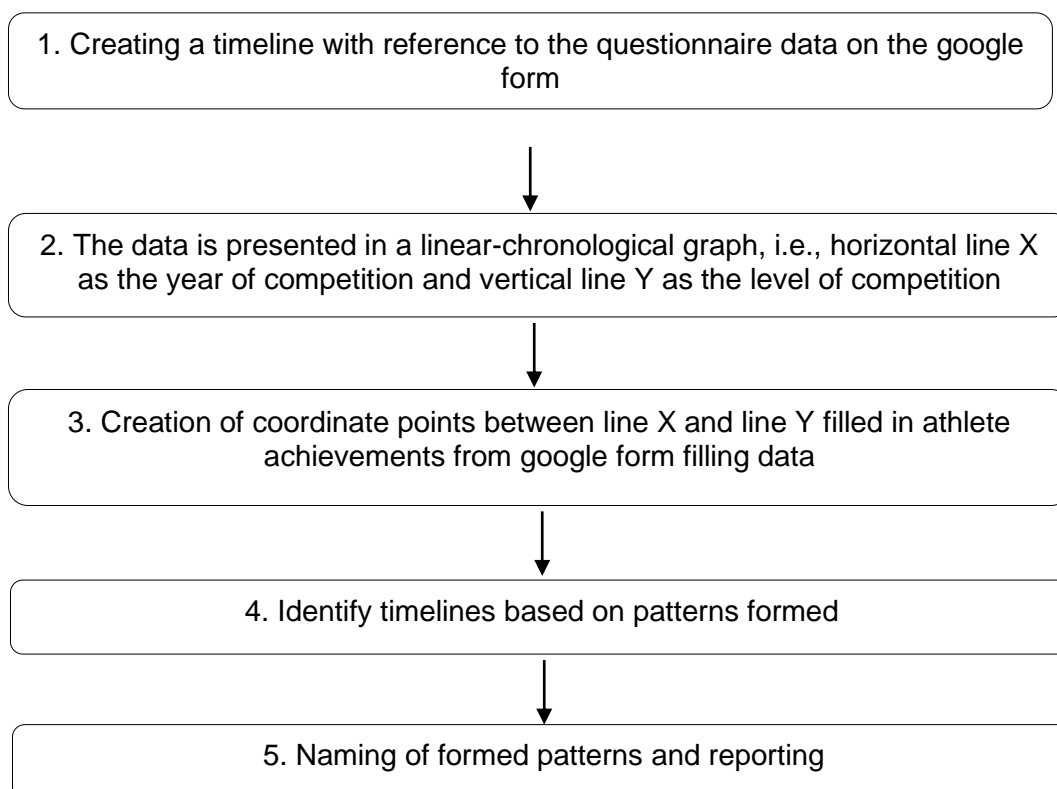 1. Creating a timeline with reference to the questionnaire data on the google
form
2. The data is presented in a linear-chronological graph, i.e., horizontal line X
as the year of competition and vertical line Y as the level of competition
3. Creation of coordinate points between line X and line Y filled in athlete
achievements from google form filling data
4. Identify timelines based on patterns formed
5. Naming of formed patterns and reporting